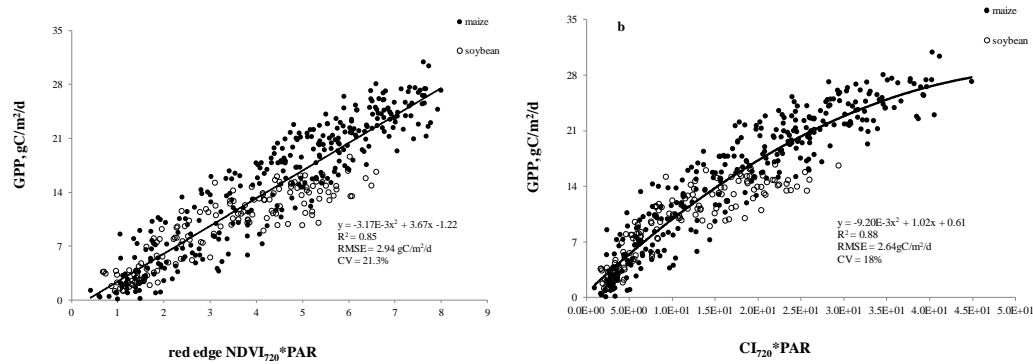 maize
soybean
35
28
21
14
7
0
GPP, gC/m²/d
y = -3.17E-3x² + 3.67x -1.22
R² = 0.85
RMSE = 2.94 gC/m²/d
CV = 21.3%
0 1 2 3 4 5 6 7 8 9
red edge NDVI₇₂₀*PAR
b
maize
soybean
35
28
21
14
7
0
GPP, gC/m²/d
y = -9.20E-3x² + 1.02x + 0.61
R² = 0.88
RMSE = 2.64gC/m²/d
CV = 18%
0.0E+00 5.0E+00 1.0E+01 1.5E+01 2.0E+01 2.5E+01 3.0E+01 3.5E+01 4.0E+01 4.5E+01 5.0E+01
CI₇₂₀*PAR